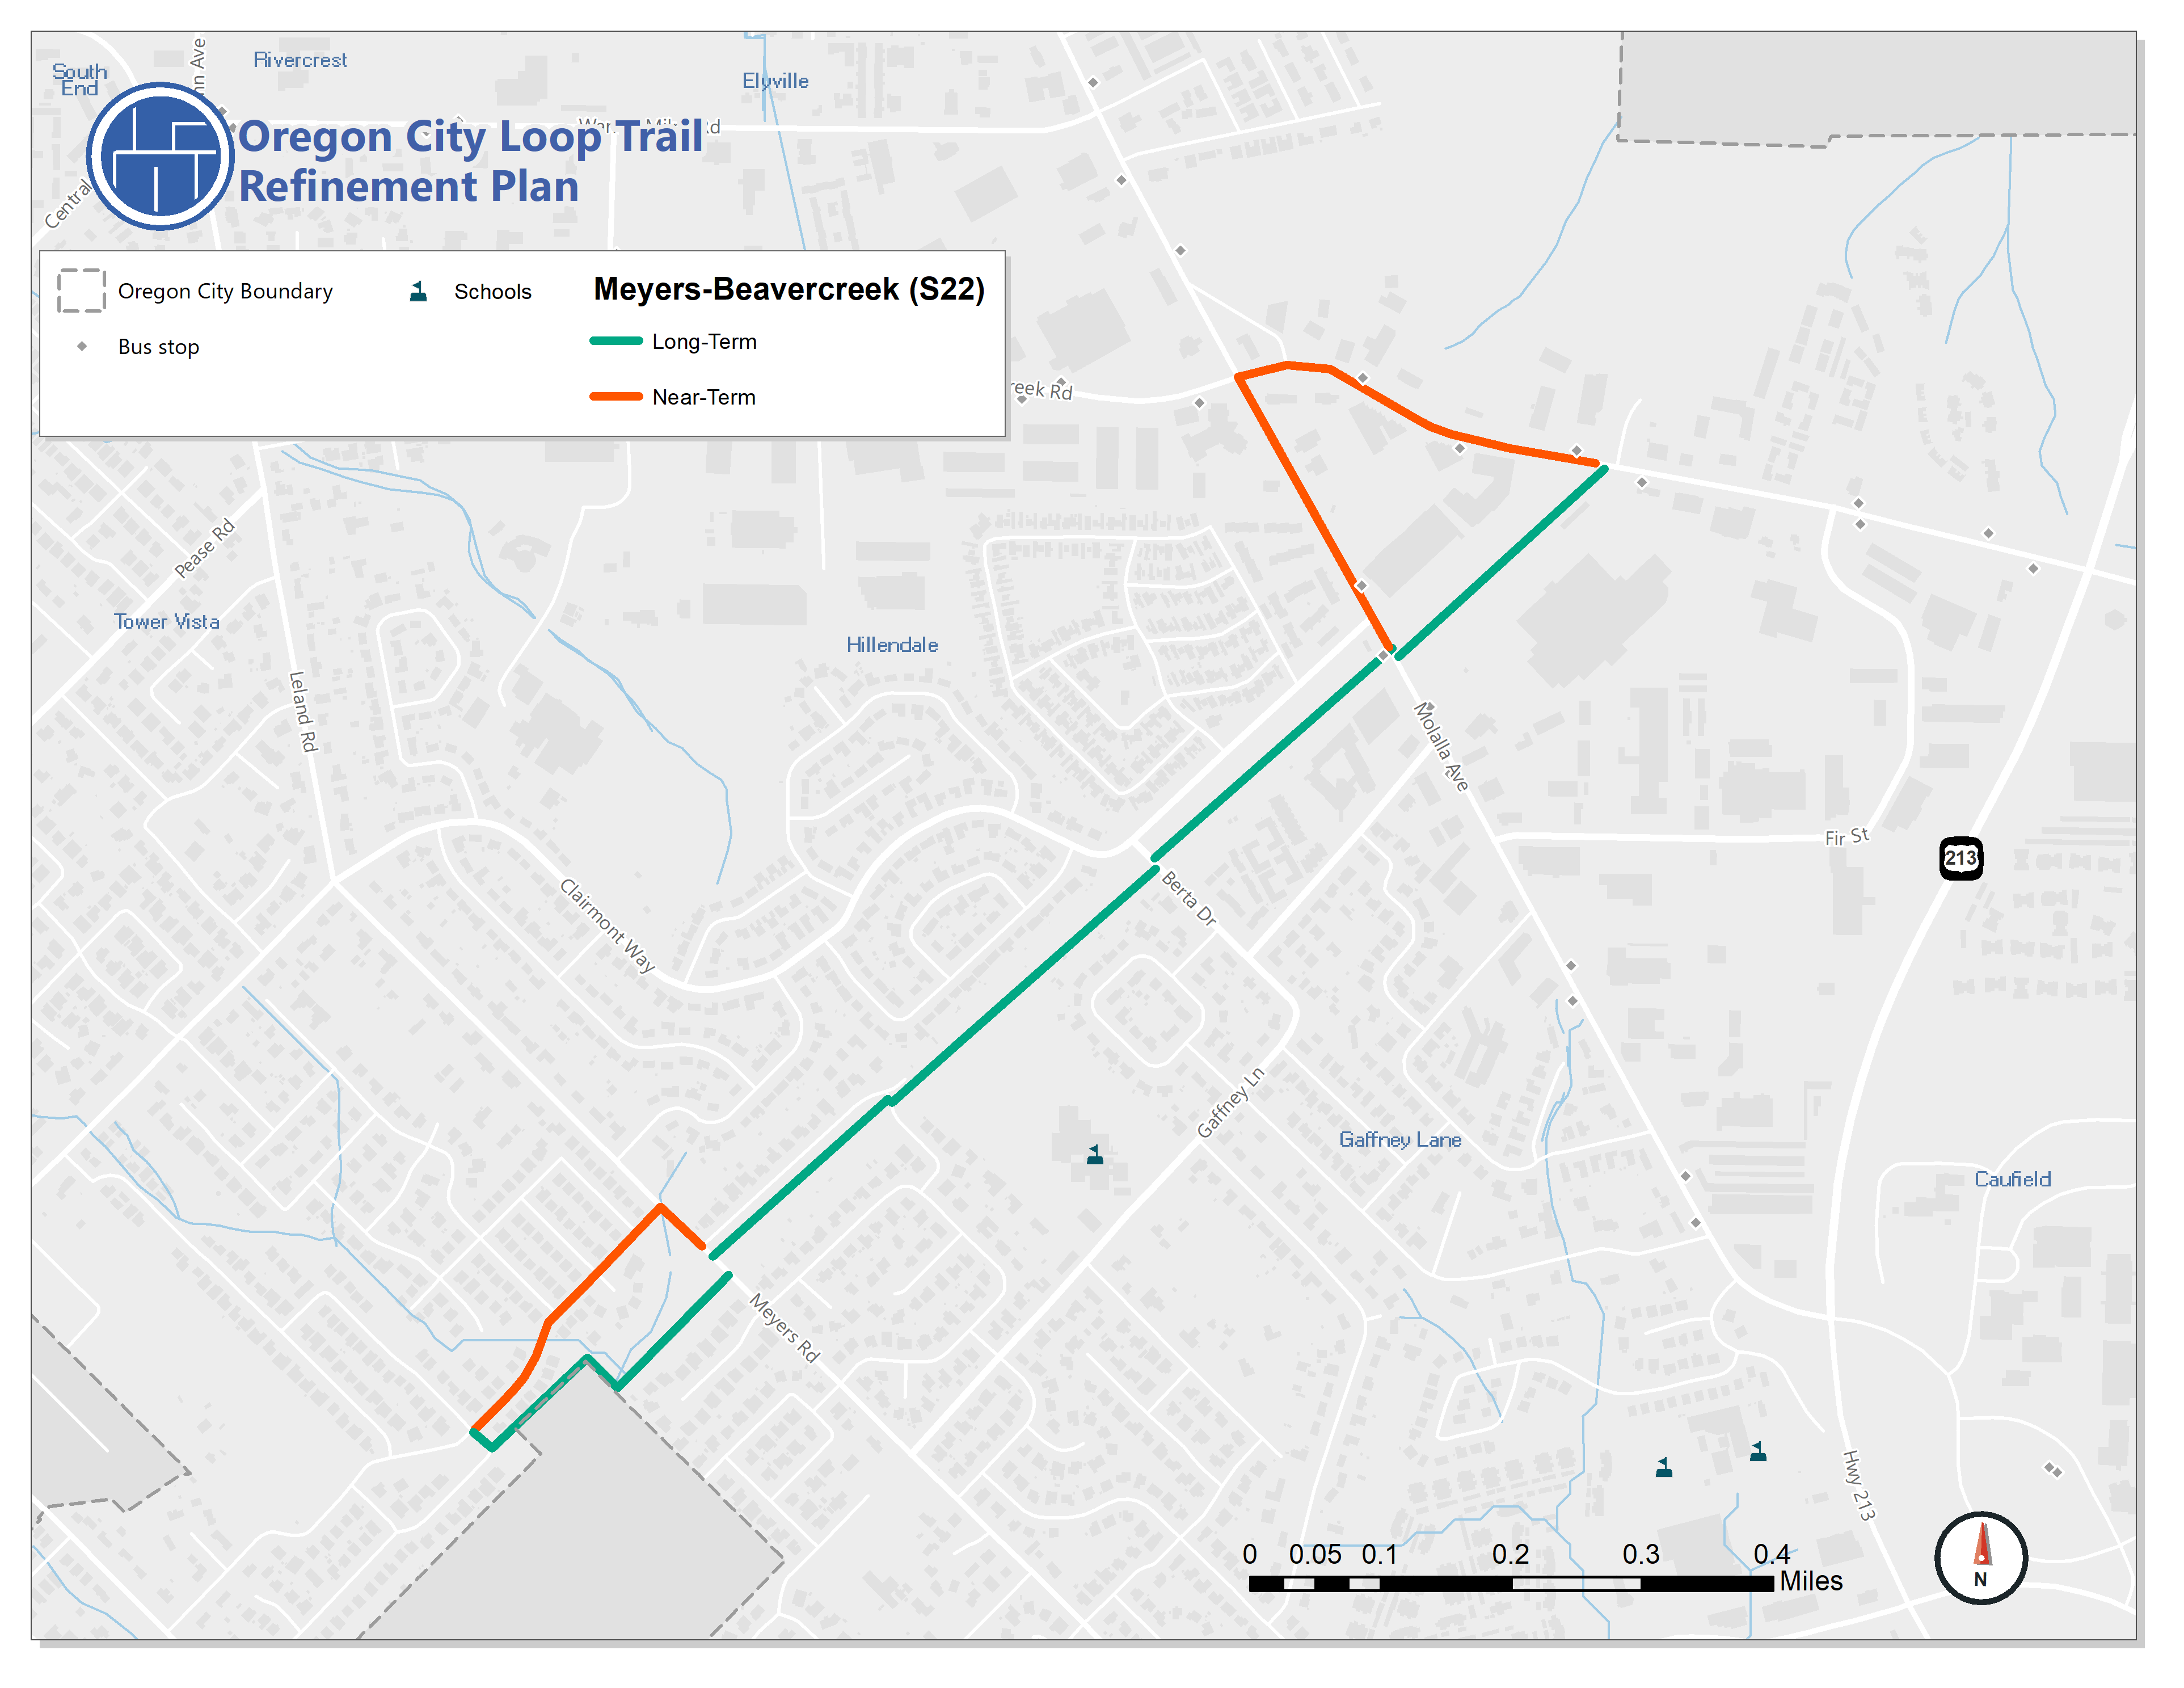 South
End
Rivercrest
Elyville
nn Ave
Central
Oregon City Loop Trail
Refinement Plan
Oregon City Boundary
Bus stop
Schools
Meyers-Beavercreek (S22)
Long-Term
Near-Term
reek Rd
Pease Rd
Tower Vista
Hillendale
Leland Rd
Molalla Ave
Fir St
213
Clairmont Way
Berta Dr
Gaffney Ln
Gaffney Lane
Caufield
Meyers Rd
Hwy 213
0 0.05 0.1 0.2 0.3 0.4
Miles
N